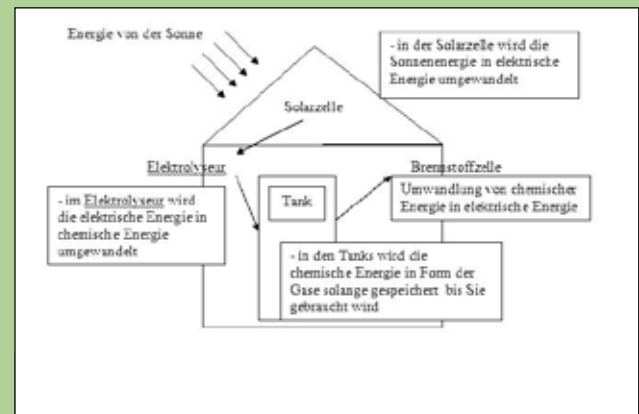 Energie von der Sonne
- in der Solarzelle wird die
Sonnenenergie in elektrische
Energie umgewandelt
Solarzelle
Elektrolyseur
Brennstoffzelle
- im Elektrolyseur wird
die elektrische Energie in
chemische Energie
umgewandelt
Tank
Umwandlung von chemischer
Energie in elektrische Energie
- in den Tanks wird die
chemische Energie in Form der
Gase solange gespeichert bis Sie
gebraucht wird